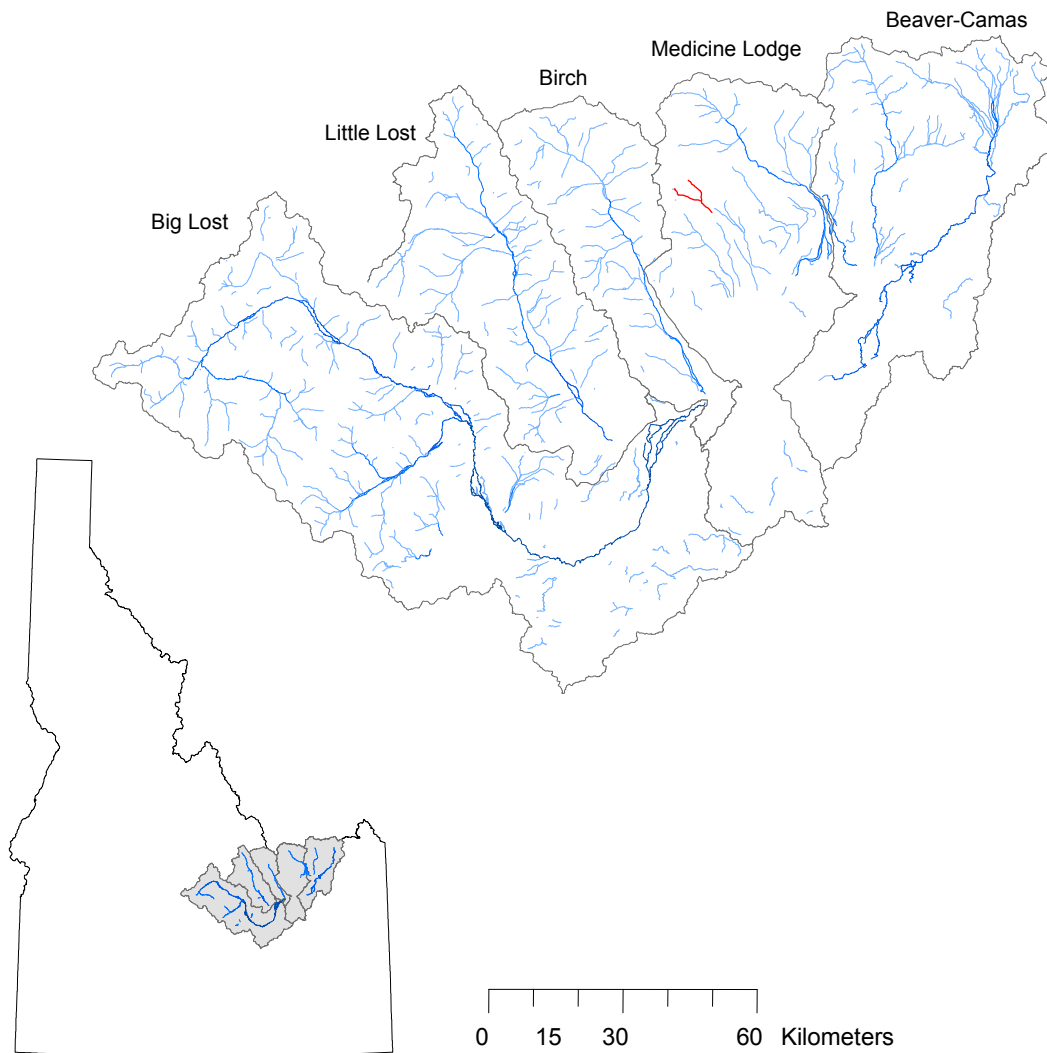 Beaver-Camas
Medicine Lodge
Birch
Little Lost
Big Lost
0 15 30 60 Kilometers